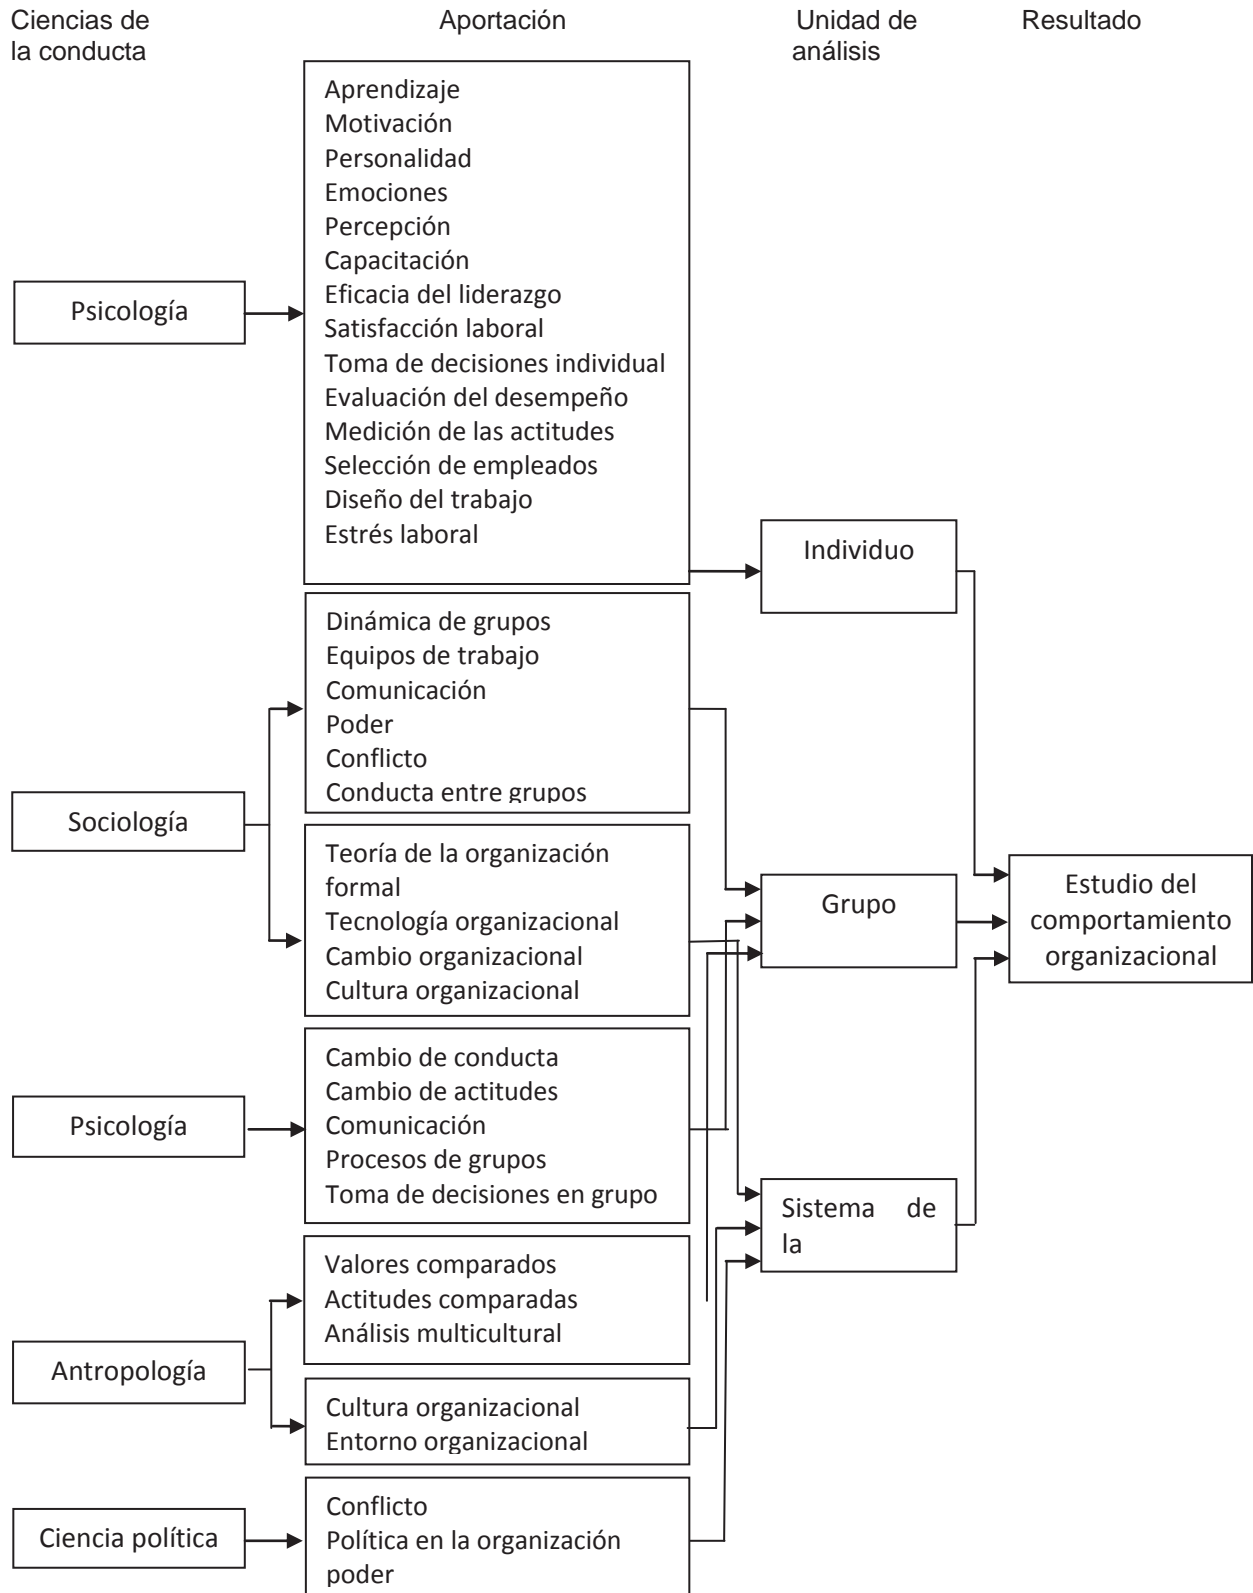 Ciencias de
la conducta
Aportación
Unidad de
análisis
Resultado
Psicología
Aprendizaje
Motivación
Personalidad
Emociones
Percepción
Capacitación
Eficacia del liderazgo
Satisfacción laboral
Toma de decisiones individual
Evaluación del desempeño
Medición de las actitudes
Selección de empleados
Diseño del trabajo
Estrés laboral
Individuo
Sociología
Dinámica de grupos
Equipos de trabajo
Comunicación
Poder
Conflicto
Conducta entre grupos
Teoría de la organización
formal
Tecnología organizacional
Cambio organizacional
Cultura organizacional
Grupo
Estudio del
comportamiento
organizacional
Psicología
Cambio de conducta
Cambio de actitudes
Comunicación
Procesos de grupos
Toma de decisiones en grupo
Sistema de
la
Antropología
Valores comparados
Actitudes comparadas
Análisis multicultural
Cultura organizacional
Entorno organizacional
Ciencia política
Conflicto
Política en la organización
poder